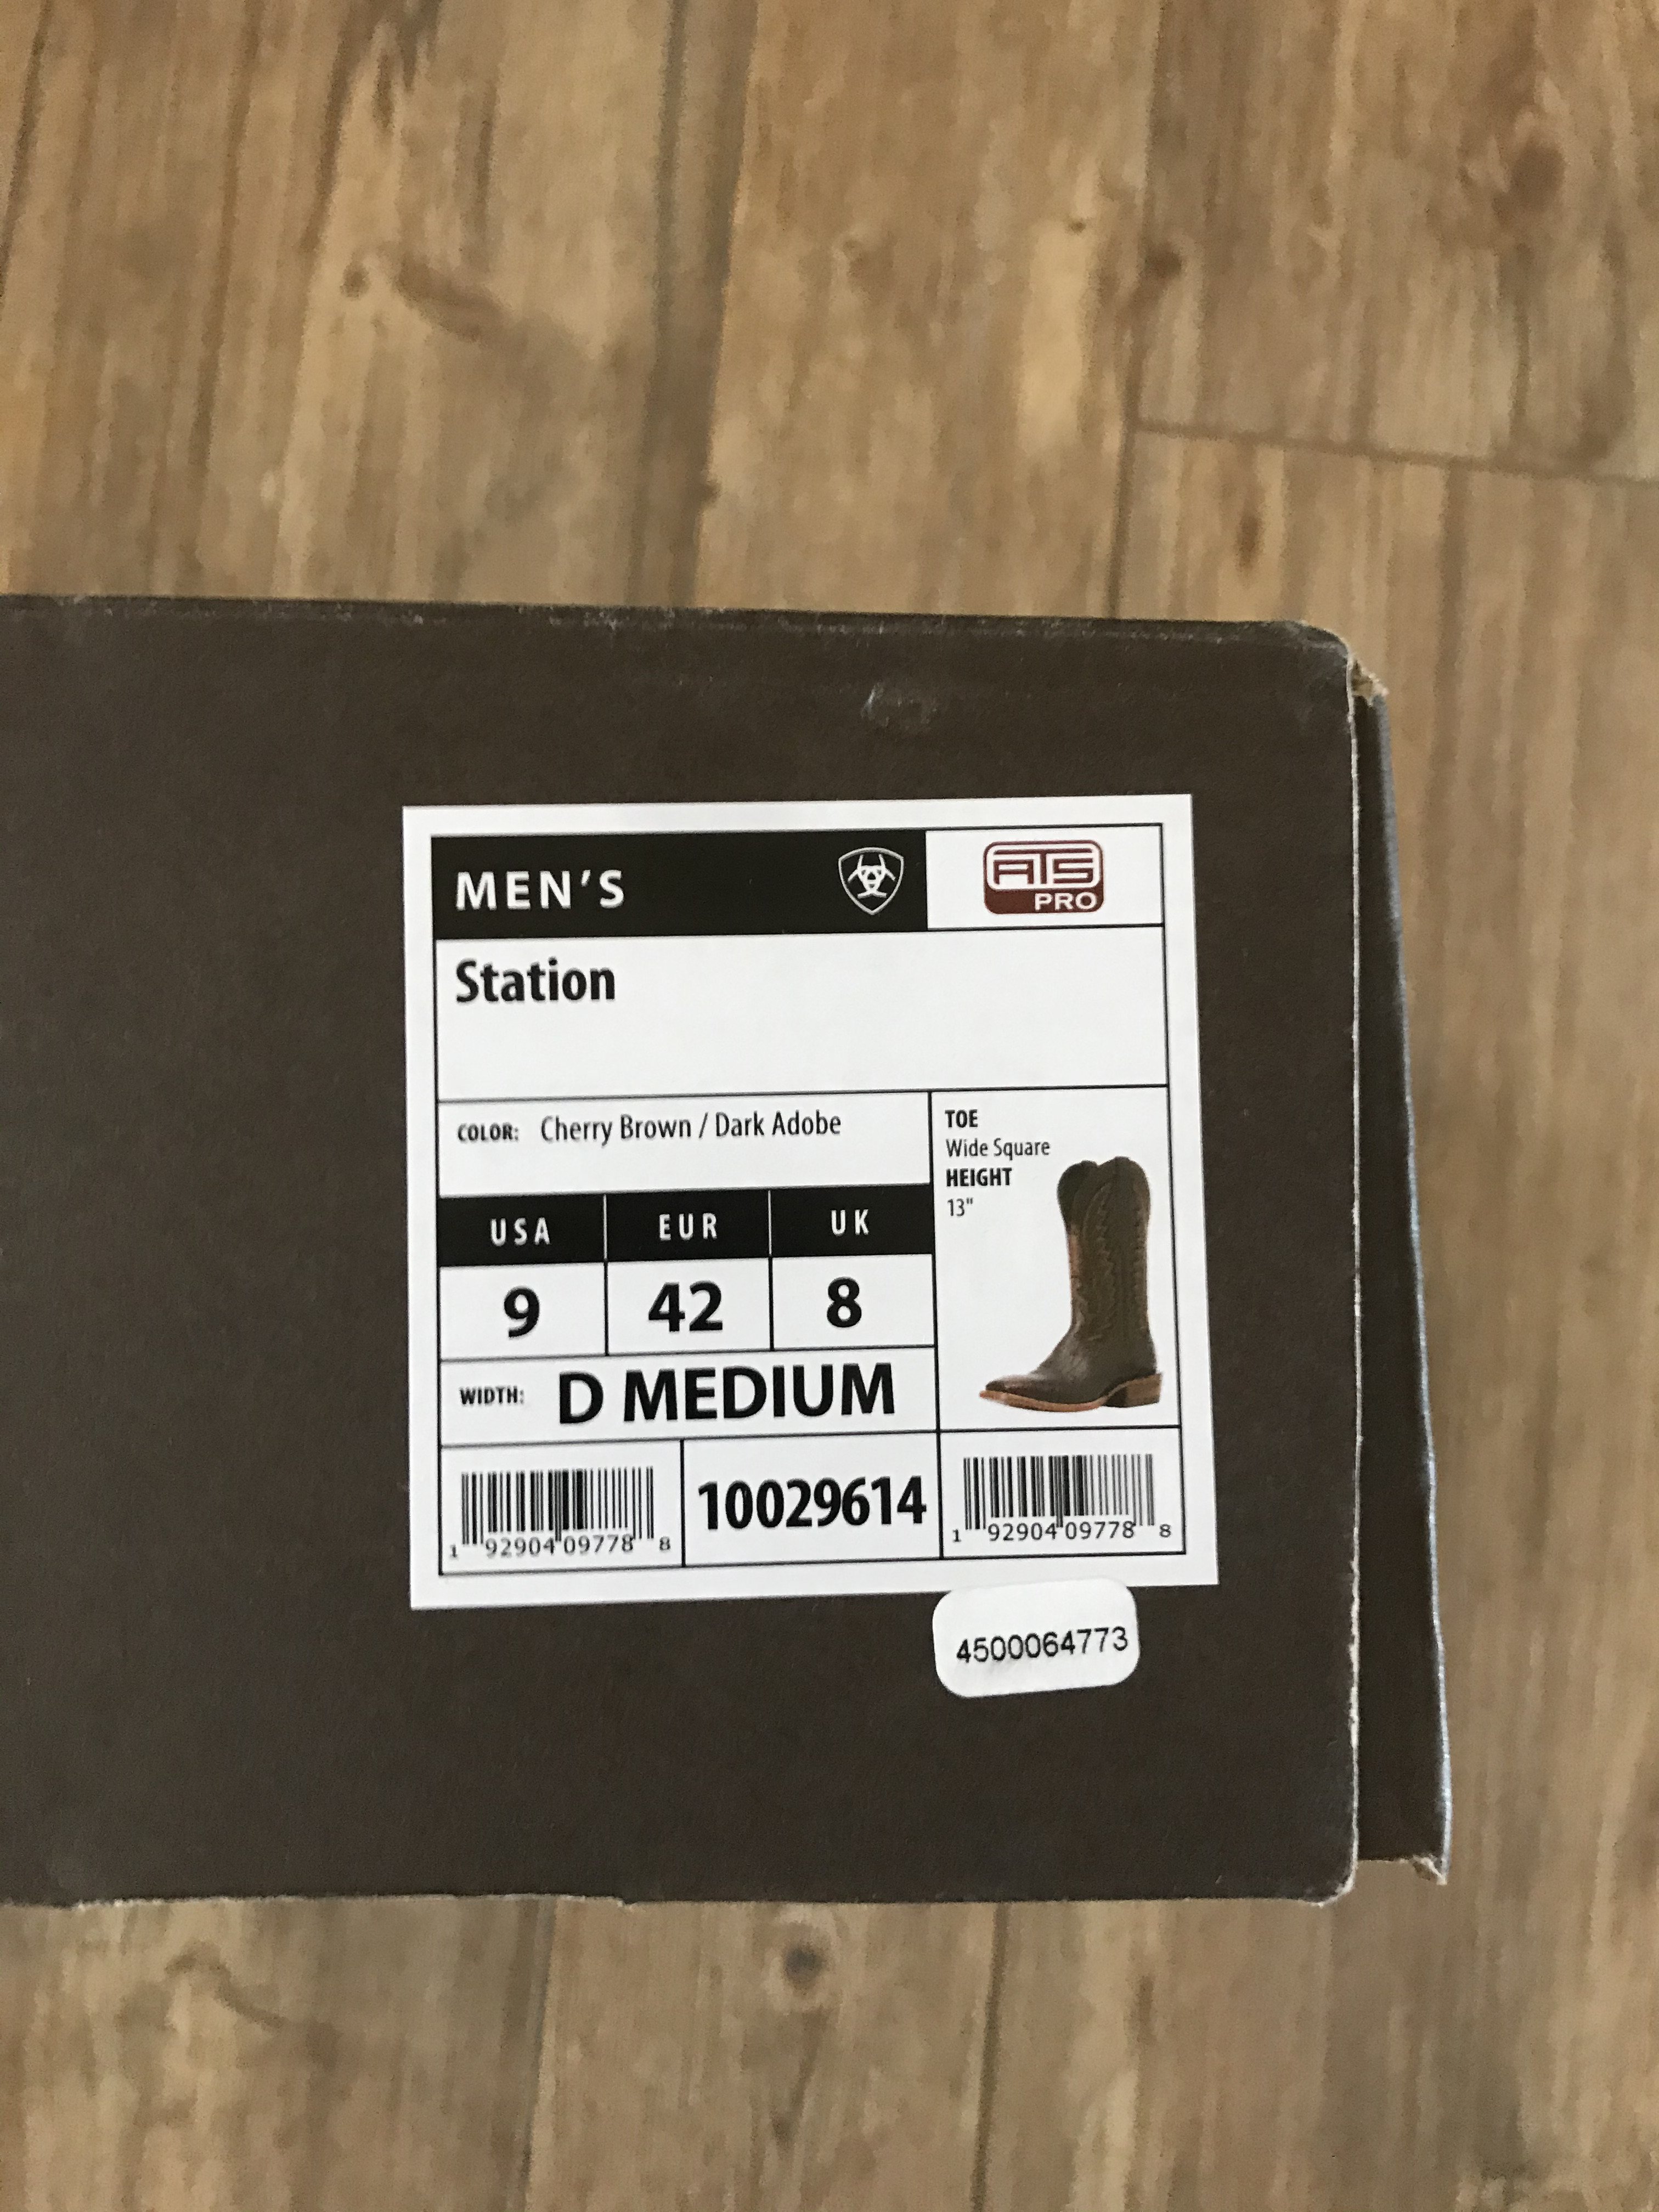 MEN'S
ATS
PRO
Station
COLOR: Cherry Brown / Dark Adobe
TOE
Wide Square
HEIGHT
13"
USA EUR UK
9 42 8
WIDTH: D MEDIUM
1 92904 09778 8
10029614
1 92904 09778 8
4500064773